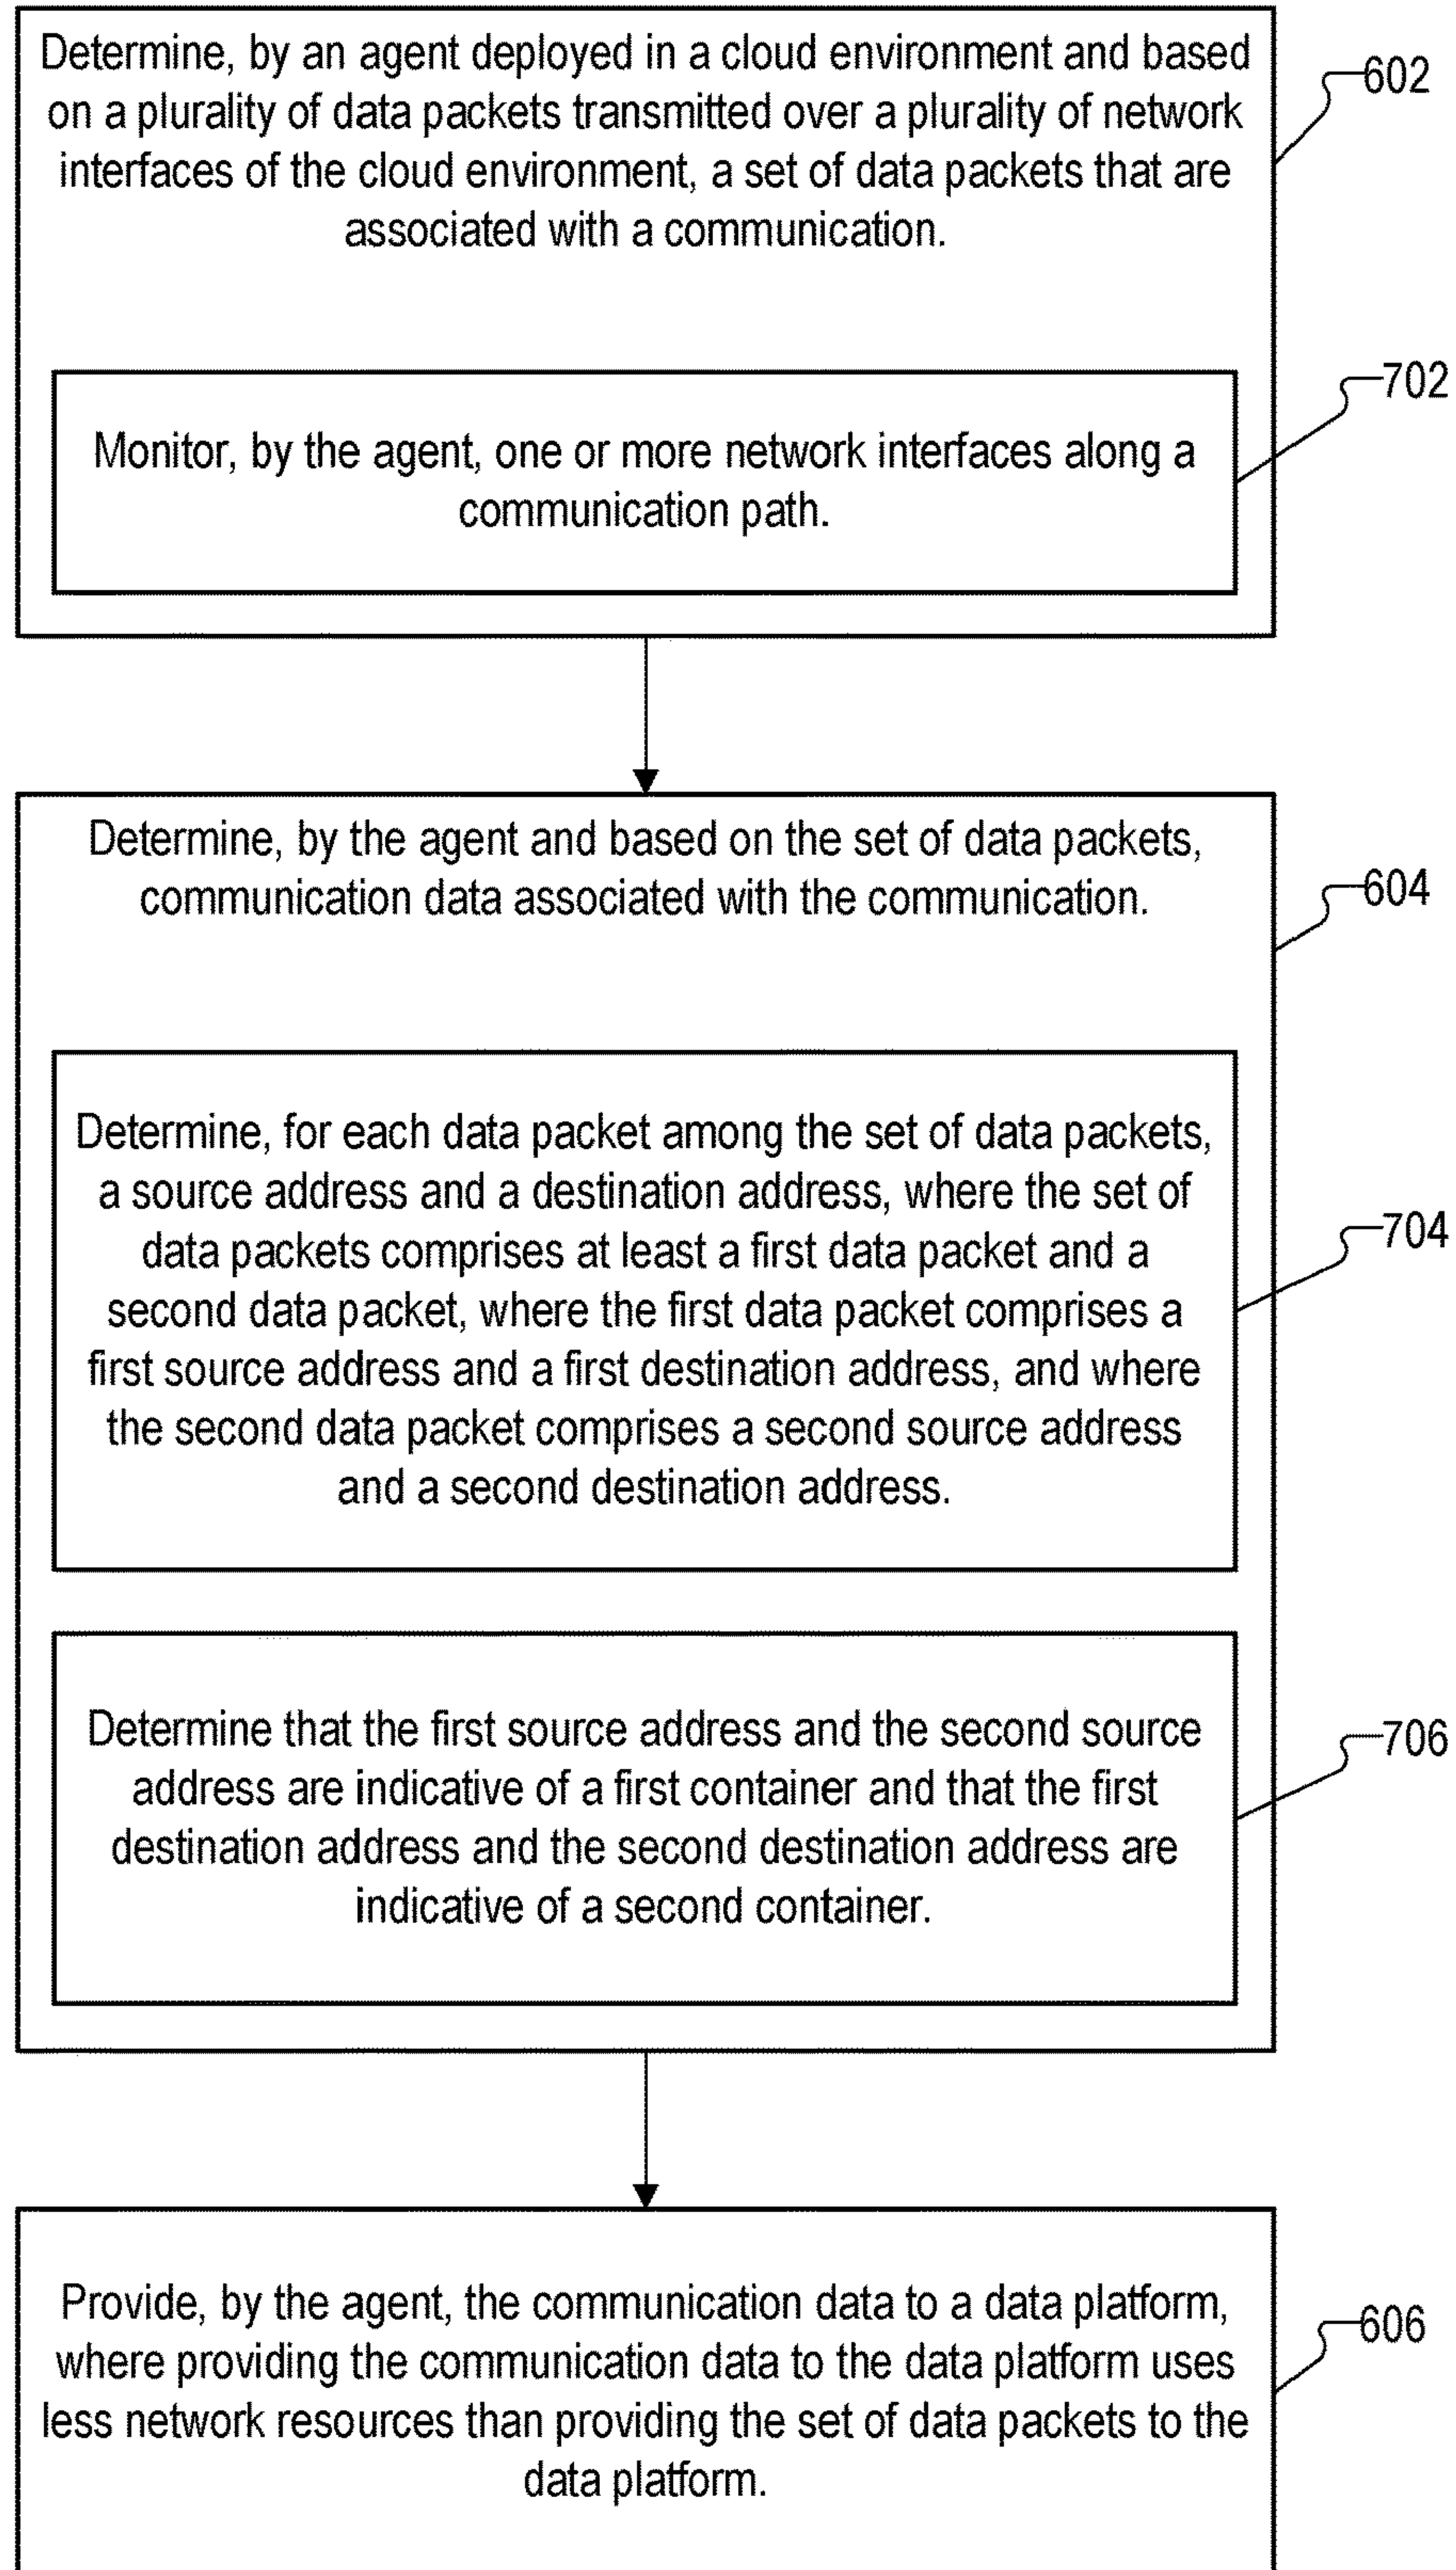 Determine, by an agent deployed in a cloud environment and based
on a plurality of data packets transmitted over a plurality of network
interfaces of the cloud environment, a set of data packets that are
associated with a communication.
602
Monitor, by the agent, one or more network interfaces along a
communication path.
702
Determine, by the agent and based on the set of data packets,
communication data associated with the communication.
604
Determine, for each data packet among the set of data packets,
a source address and a destination address, where the set of
data packets comprises at least a first data packet and a
second data packet, where the first data packet comprises a
first source address and a first destination address, and where
the second data packet comprises a second source address
and a second destination address.
704
Determine that the first source address and the second source
address are indicative of a first container and that the first
destination address and the second destination address are
indicative of a second container.
706
Provide, by the agent, the communication data to a data platform,
where providing the communication data to the data platform uses
less network resources than providing the set of data packets to the
data platform.
606